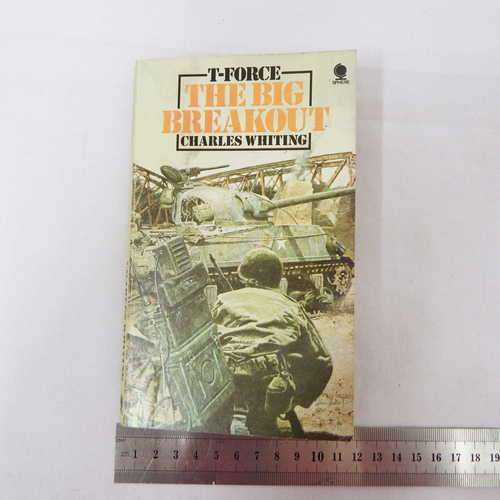 T-FORCE
SPHERE
THE BIG
BREAKOUT
CHARLES WHITING
1 2 3 4 5 6 7 8 9 10 11 12 13 14 15 16 17 18 19